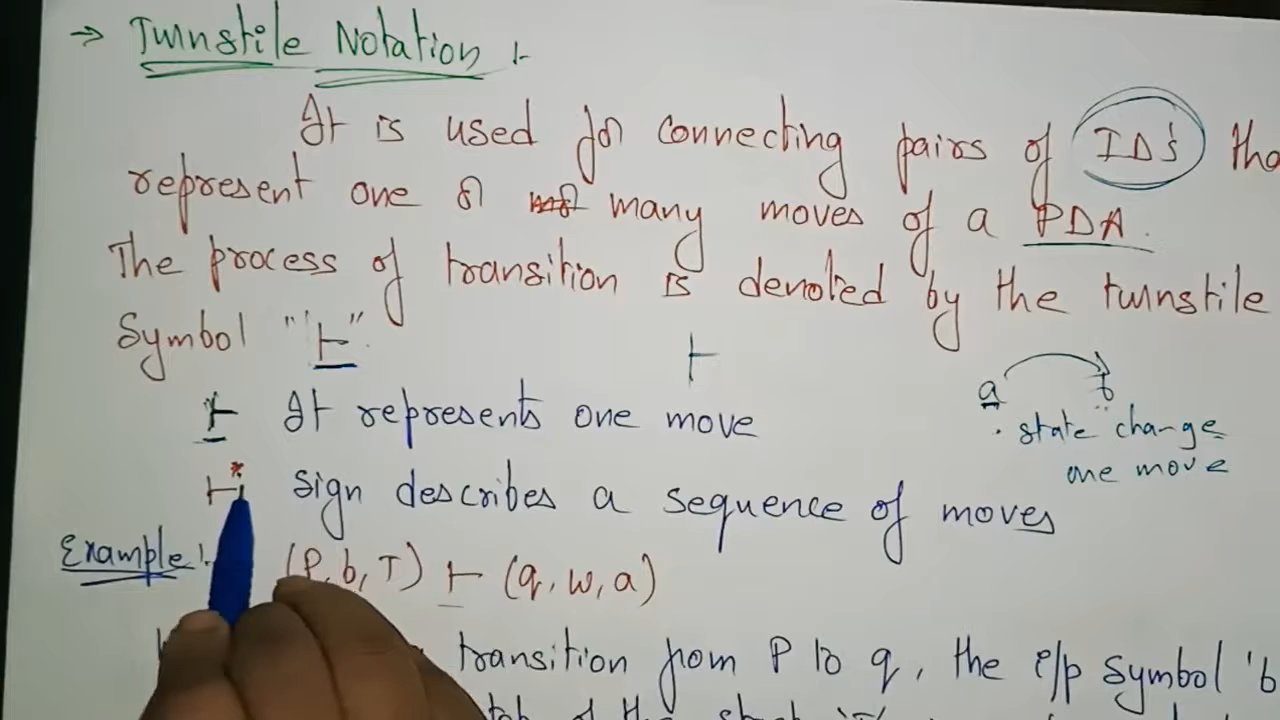 → Turnstile Notation :-
It is used for connecting pairs of ID's
represent one or many moves of a PDA.
The process of transition is denoted by the turnstile
Symbol "⊢".
⊢
a b
⊢ It represents one move
. state change
one move
⊢* sign describes a sequence of moves
Example :- (P, b, T) ⊢ (q, w, a)
transition from P to q, the i/p symbol 'b